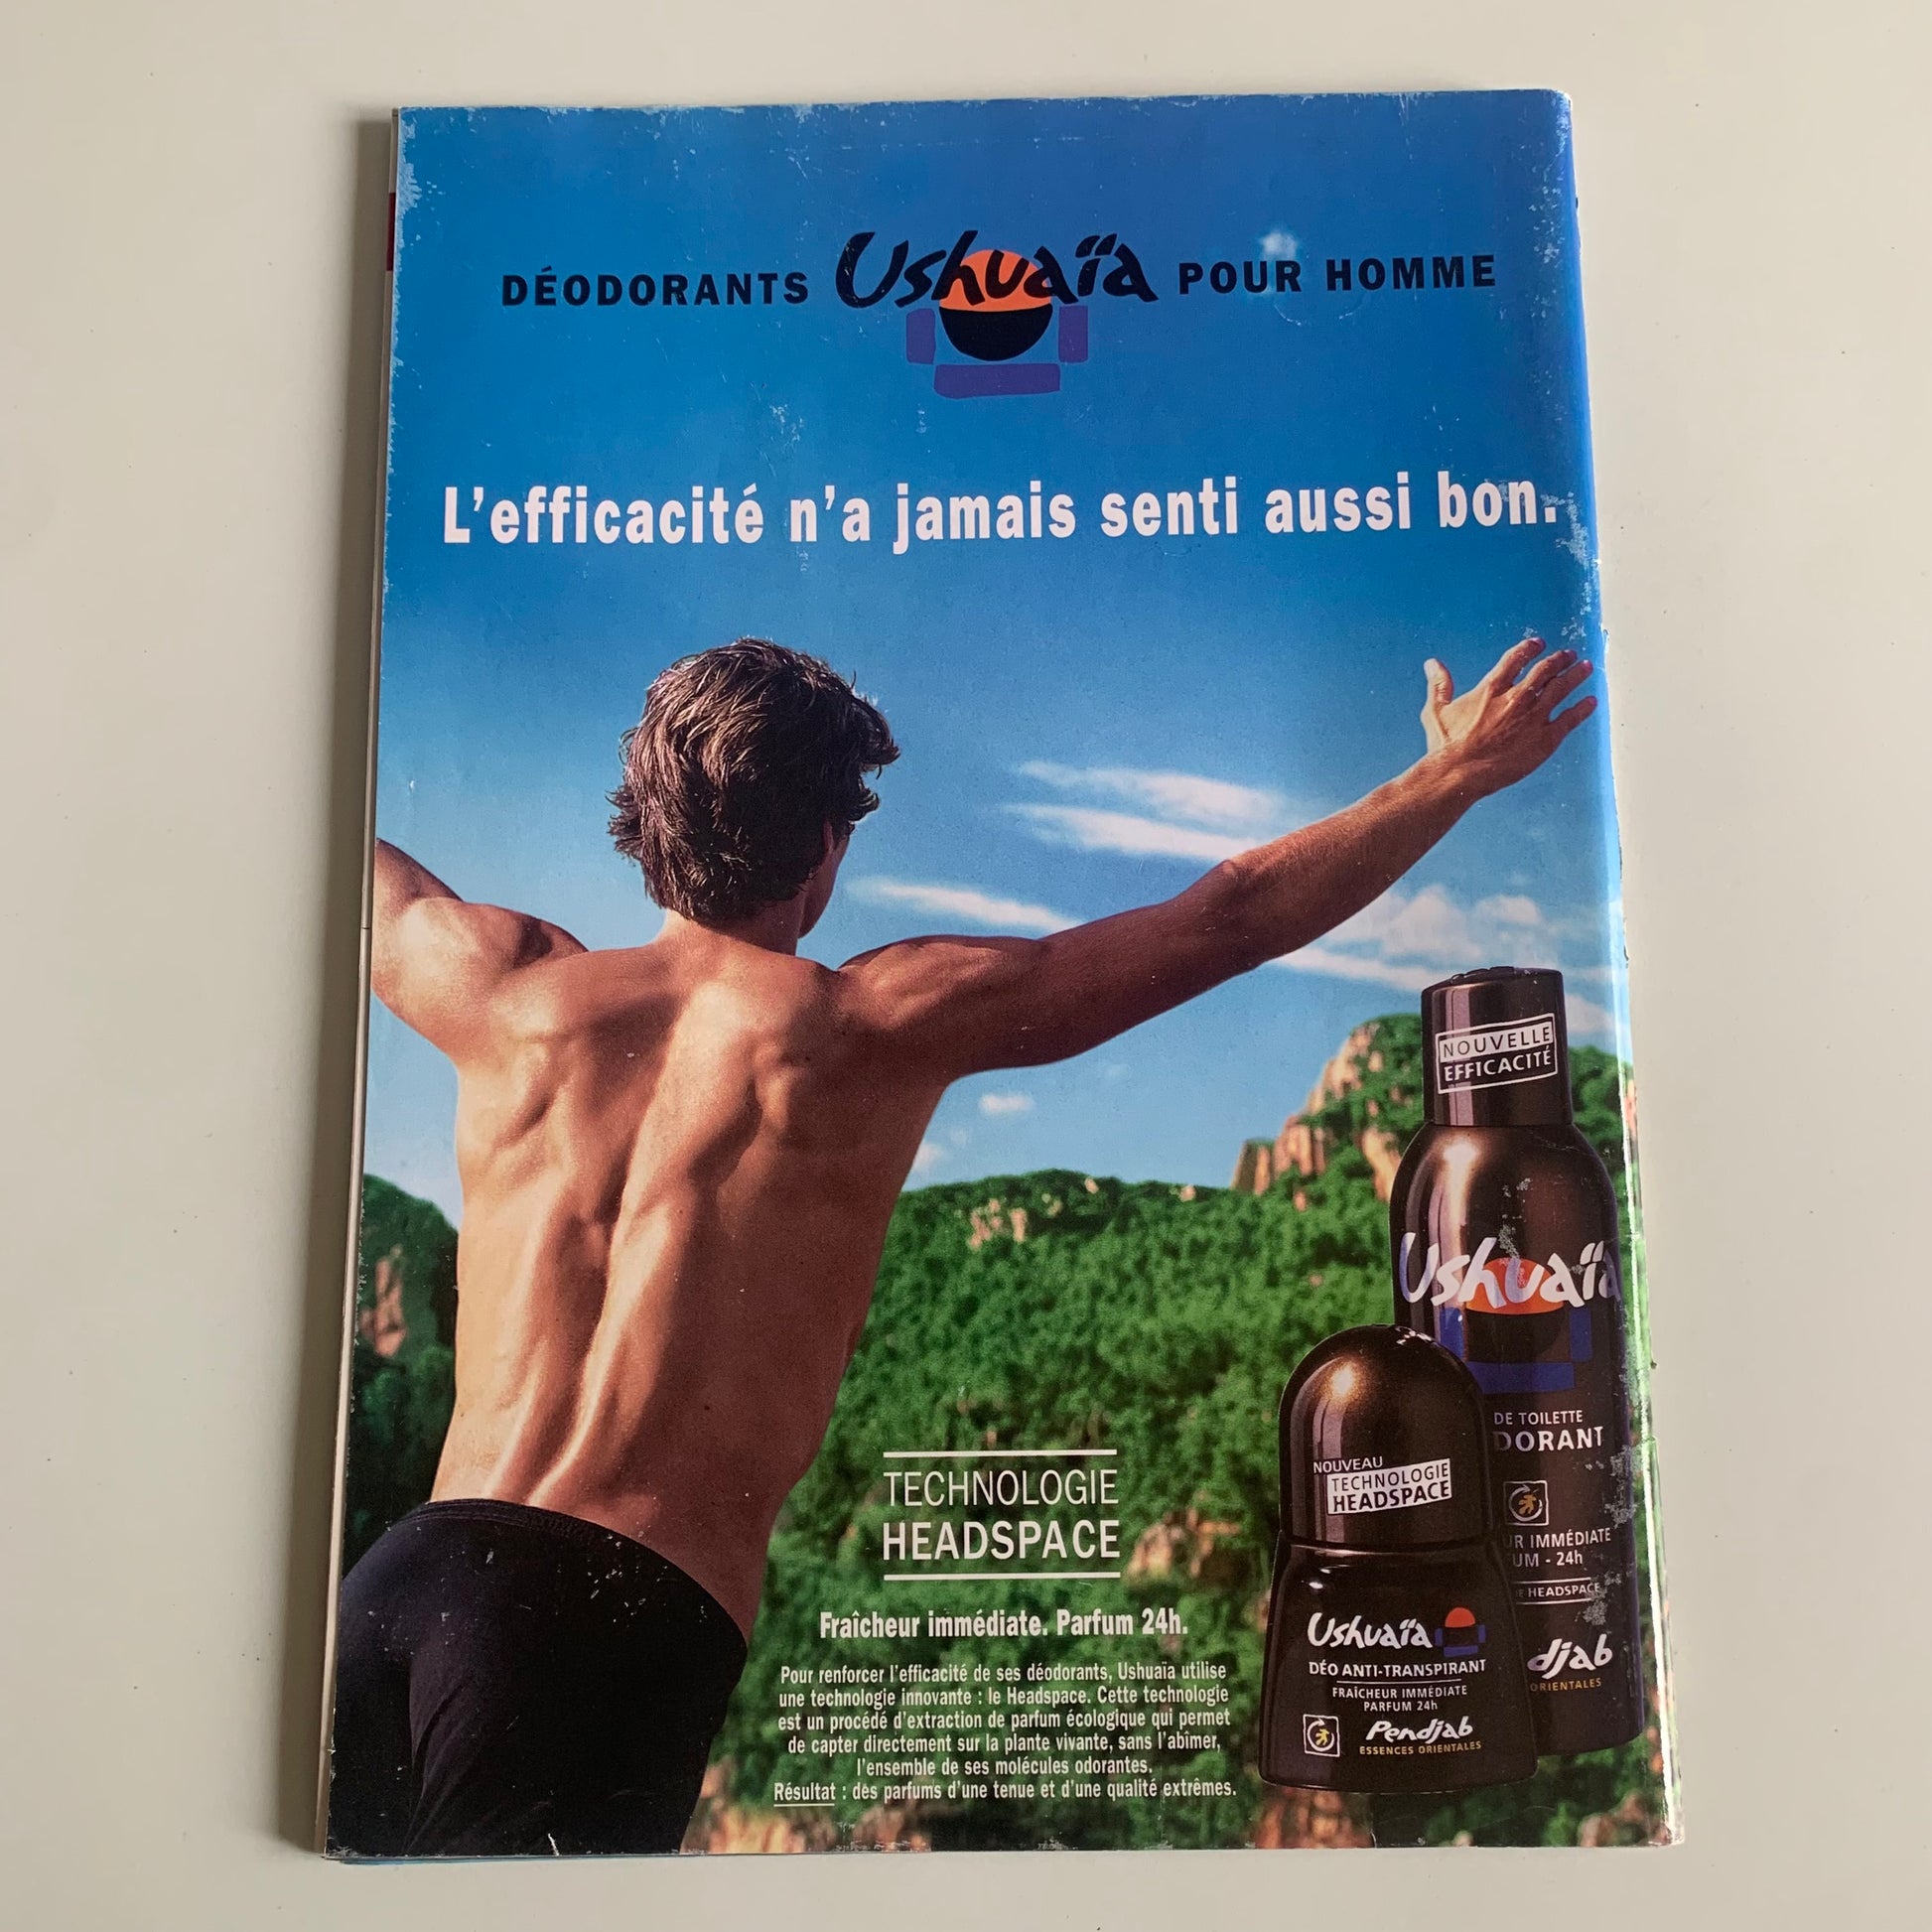 DÉODORANTS Ushuaïa POUR HOMME
L'efficacité n'a jamais senti aussi bon.
NOUVELLE
EFFICACITÉ
Ushuaïa
DE TOILETTE
DORANT
UR IMMÉDIATE
UM - 24h
E HEADSPACE
djab
ORIENTALES
NOUVEAU
TECHNOLOGIE
HEADSPACE
Ushuaïa
DÉO ANTI-TRANSPIRANT
FRAÎCHEUR IMMÉDIATE
PARFUM 24h
Pendjab
ESSENCES ORIENTALES
TECHNOLOGIE
HEADSPACE
Fraîcheur immédiate. Parfum 24h.
Pour renforcer l'efficacité de ses déodorants, Ushuaïa utilise
une technologie innovante : le Headspace. Cette technologie
est un procédé d'extraction de parfum écologique qui permet
de capter directement sur la plante vivante, sans l'abîmer,
l'ensemble de ses molécules odorantes.
Résultat : des parfums d'une tenue et d'une qualité extrêmes.